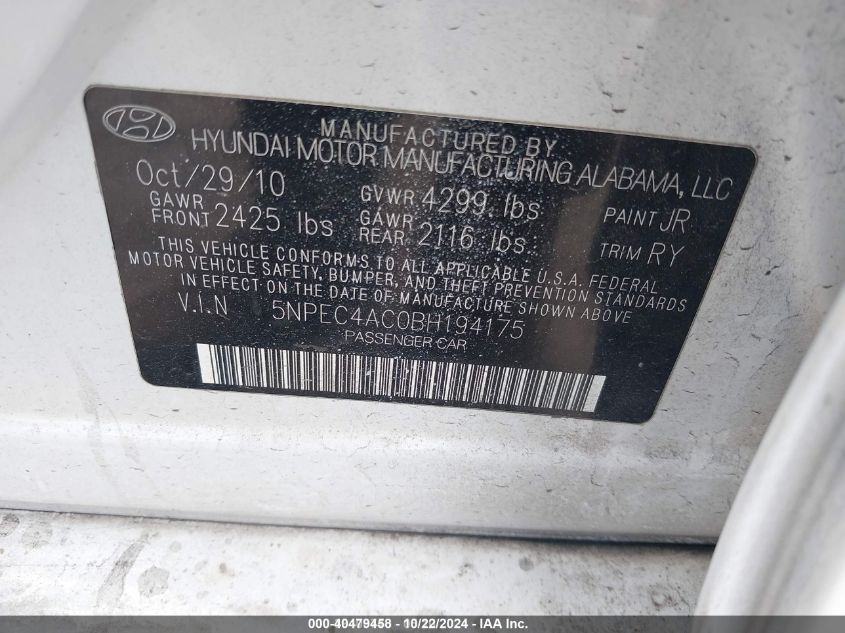 MANUFACTURED BY
HYUNDAI MOTOR MANUFACTURING ALABAMA, LLC
Oct/29/10 GVWR 4299 lbs PAINT JR
GAWR FRONT 2425 lbs GAWR REAR 2116 lbs TRIM RY
THIS VEHICLE CONFORMS TO ALL APPLICABLE U.S.A. FEDERAL
MOTOR VEHICLE SAFETY, BUMPER, AND THEFT PREVENTION STANDARDS
IN EFFECT ON THE DATE OF MANUFACTURE SHOWN ABOVE.
V.I.N 5NPEC4AC0BH194175
PASSENGER CAR
000-40479458 - 10/22/2024 - IAA, Inc.